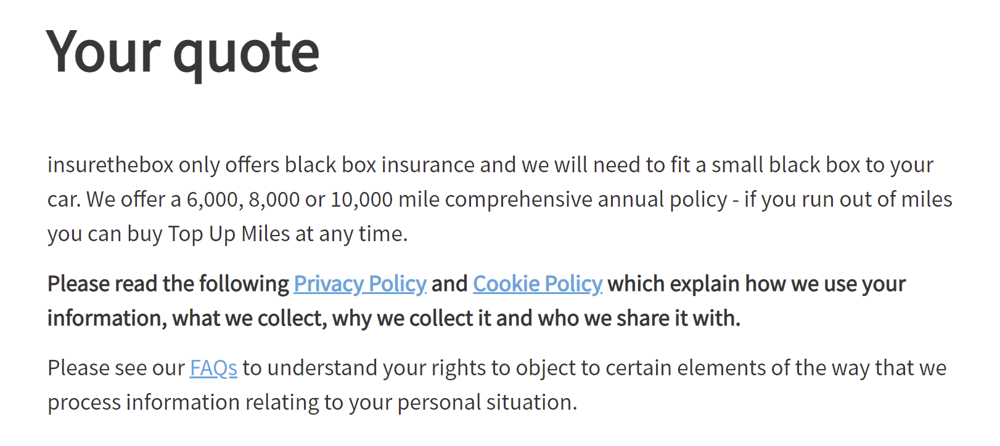 Your quote
insurethebox only offers black box insurance and we will need to fit a small black box to your
car. We offer a 6,000, 8,000 or 10,000 mile comprehensive annual policy - if you run out of miles
you can buy Top Up Miles at any time.
Please read the following Privacy Policy and Cookie Policy which explain how we use your
information, what we collect, why we collect it and who we share it with.
Please see our FAQs to understand your rights to object to certain elements of the way that we
process information relating to your personal situation.